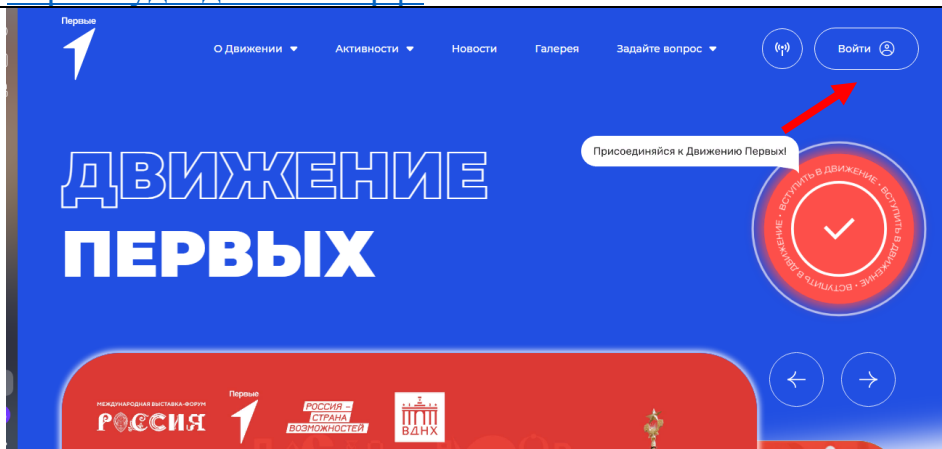 Первые
О Движении
Активности
Новости
Галерея
Задайте вопрос
Войти
Присоединяйся к Движению Первых!
ДВИЖЕНИЕ
ПЕРВЫХ
ВСТУПИТЬ В ДВИЖЕНИЕ • ВСТУПИТЬ В ДВИЖЕНИЕ • ВСТУПИТЬ В ДВИЖЕНИЕ •
МЕЖДУНАРОДНАЯ ВЫСТАВКА-ФОРУМ
РОССИЯ
Первые
РОССИЯ –
СТРАНА
ВОЗМОЖНОСТЕЙ
ВДНХ